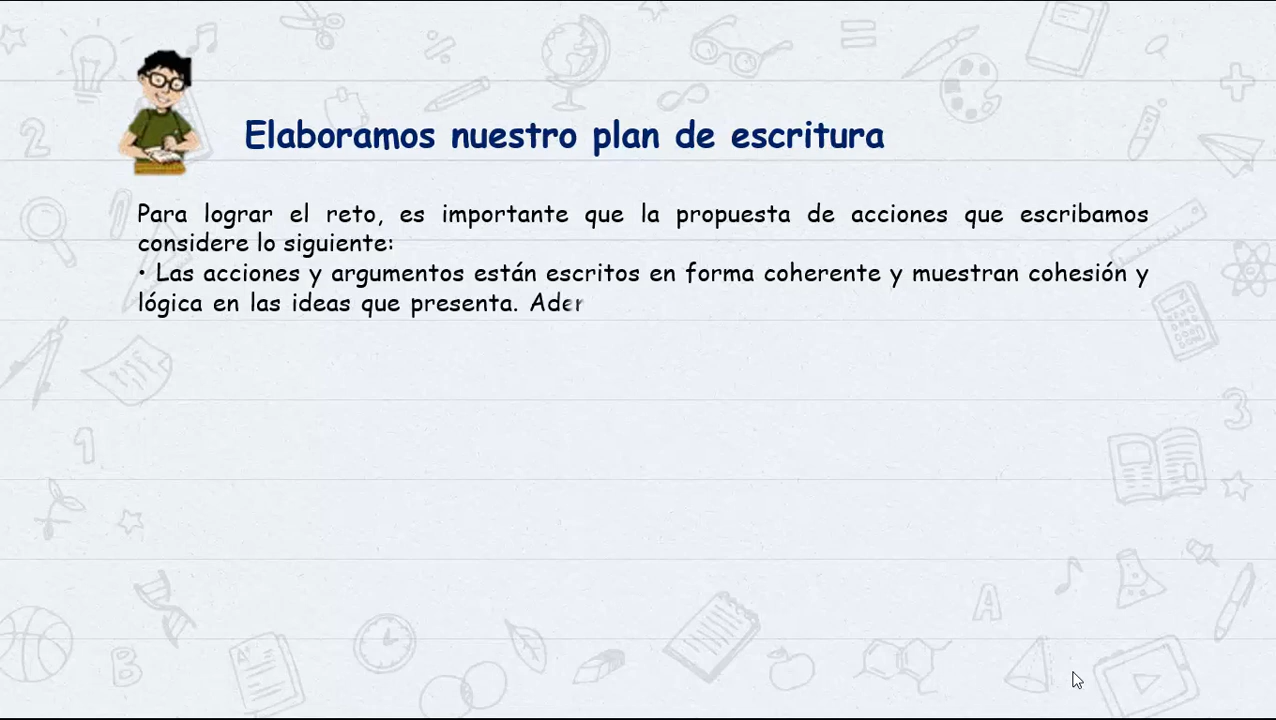 Elaboramos nuestro plan de escritura
Para lograr el reto, es importante que la propuesta de acciones que escribamos
considere lo siguiente:
• Las acciones y argumentos están escritos en forma coherente y muestran cohesión y
lógica en las ideas que presenta.